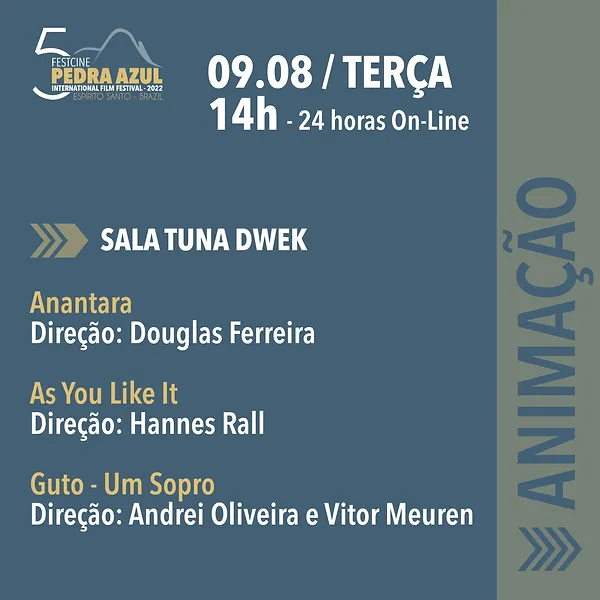 5
FESTCINE
PEDRA AZUL
INTERNATIONAL FILM FESTIVAL - 2022
ESPÍRITO SANTO - BRAZIL
09.08 / TERÇA
14h - 24 horas On-Line
SALA TUNA DWEK
Anantara
Direção: Douglas Ferreira
As You Like It
Direção: Hannes Rall
Guto - Um Sopro
Direção: Andrei Oliveira e Vitor Meuren
ANIMAÇÃO